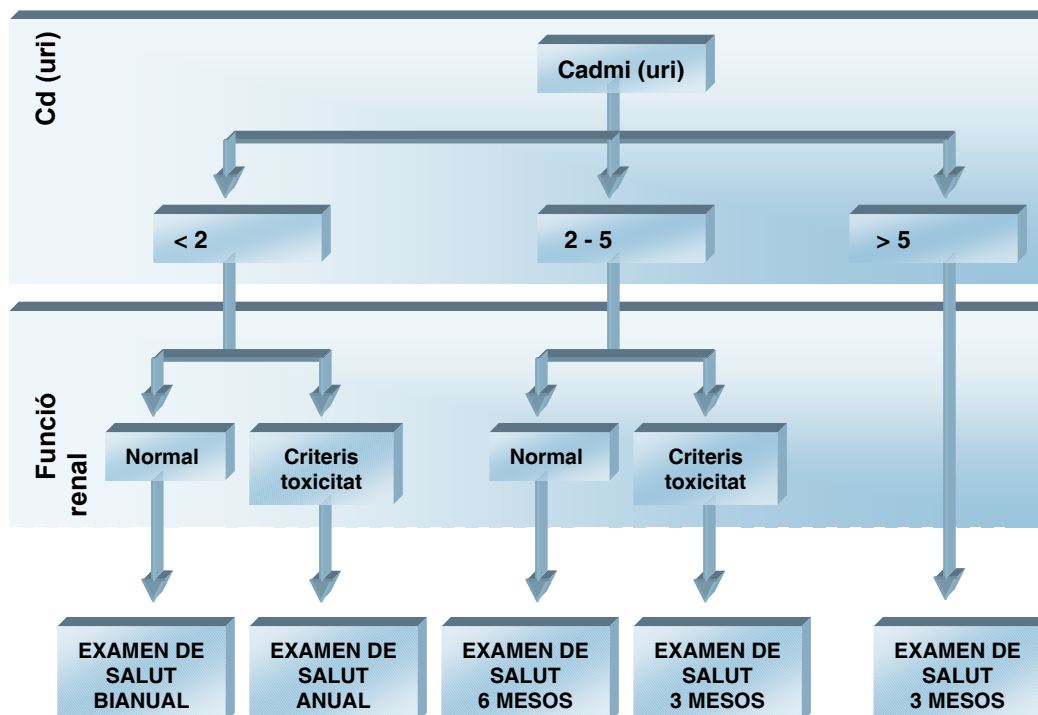 Cd (uri)
Cadmi (uri)
< 2
2 - 5
> 5
Funció
renal
Normal
Criteris
toxicitat
Normal
Criteris
toxicitat
EXAMEN DE
SALUT
BIANUAL
EXAMEN DE
SALUT
ANUAL
EXAMEN DE
SALUT
6 MESOS
EXAMEN DE
SALUT
3 MESOS
EXAMEN DE
SALUT
3 MESOS